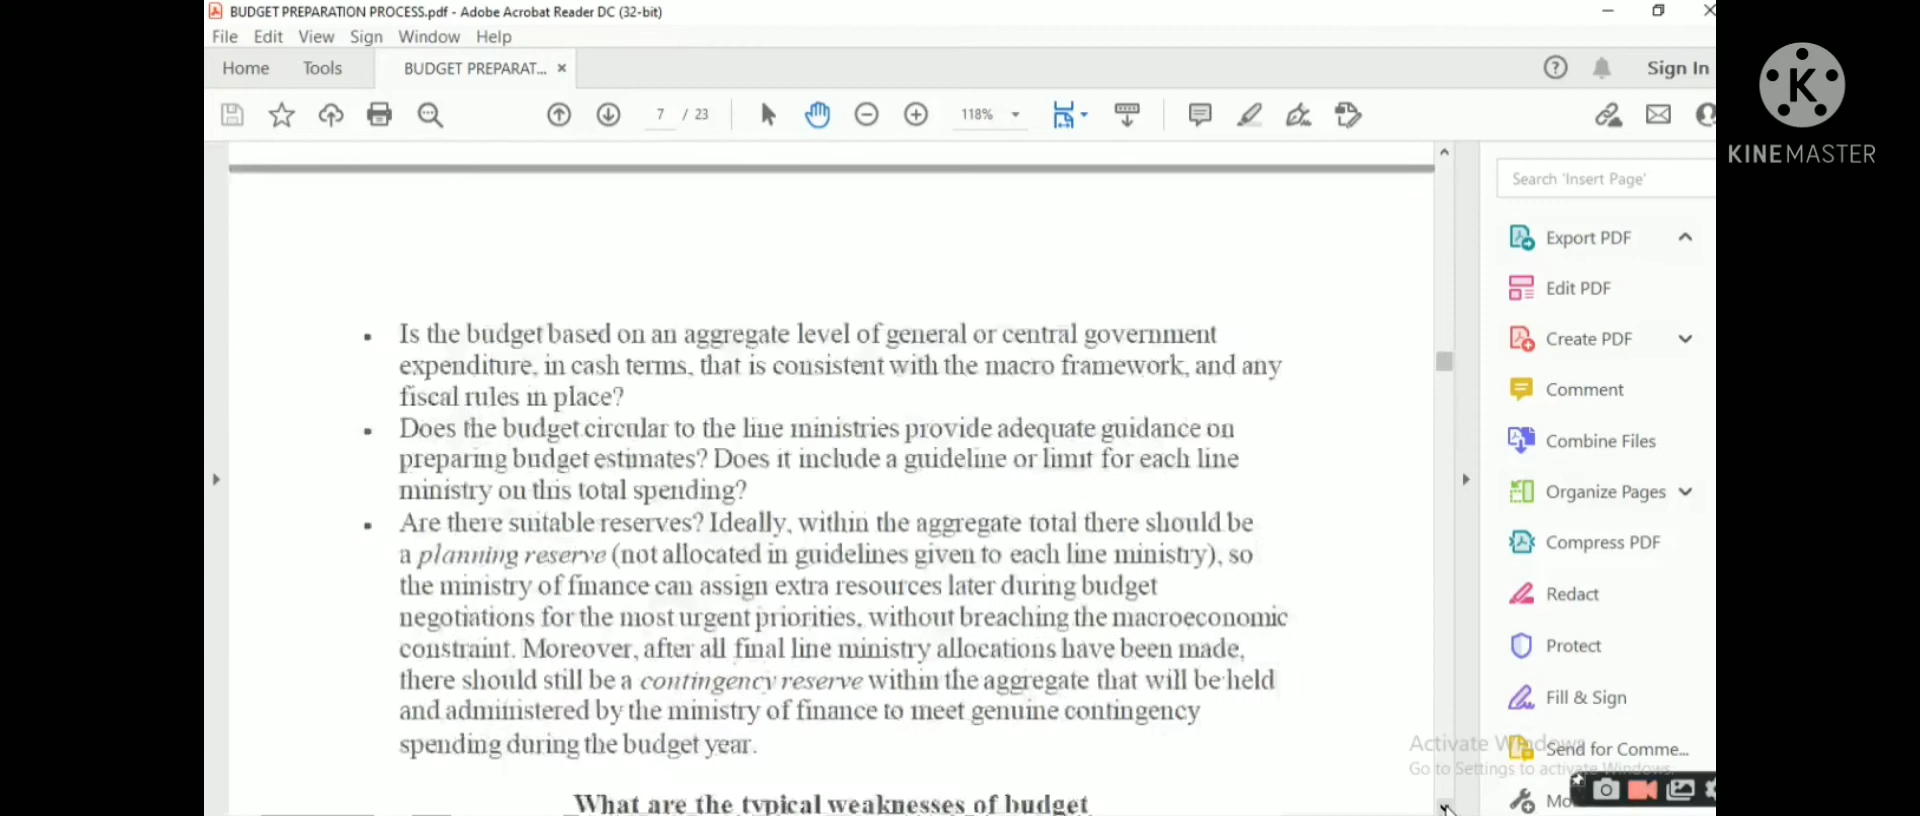 BUDGET PREPARATION PROCESS.pdf - Adobe Acrobat Reader DC (32-bit)
File Edit View Sign Window Help
Home Tools BUDGET PREPARAT... × Sign In
7 / 23 118%
KINEMASTER
Search 'Insert Page'
Export PDF
Edit PDF
Create PDF
Comment
Combine Files
Organize Pages
Compress PDF
Redact
Protect
Fill & Sign
Send for Comme...
Mo
• Is the budget based on an aggregate level of general or central government
expenditure, in cash terms, that is consistent with the macro framework, and any
fiscal rules in place?
• Does the budget circular to the line ministries provide adequate guidance on
preparing budget estimates? Does it include a guideline or limit for each line
ministry on this total spending?
• Are there suitable reserves? Ideally, within the aggregate total there should be
a planning reserve (not allocated in guidelines given to each line ministry), so
the ministry of finance can assign extra resources later during budget
negotiations for the most urgent priorities, without breaching the macroeconomic
constraint. Moreover, after all final line ministry allocations have been made,
there should still be a contingency reserve within the aggregate that will be held
and administered by the ministry of finance to meet genuine contingency
spending during the budget year.
What are the typical weaknesses of budget
Activate Windows
Go to Settings to activate Windows.